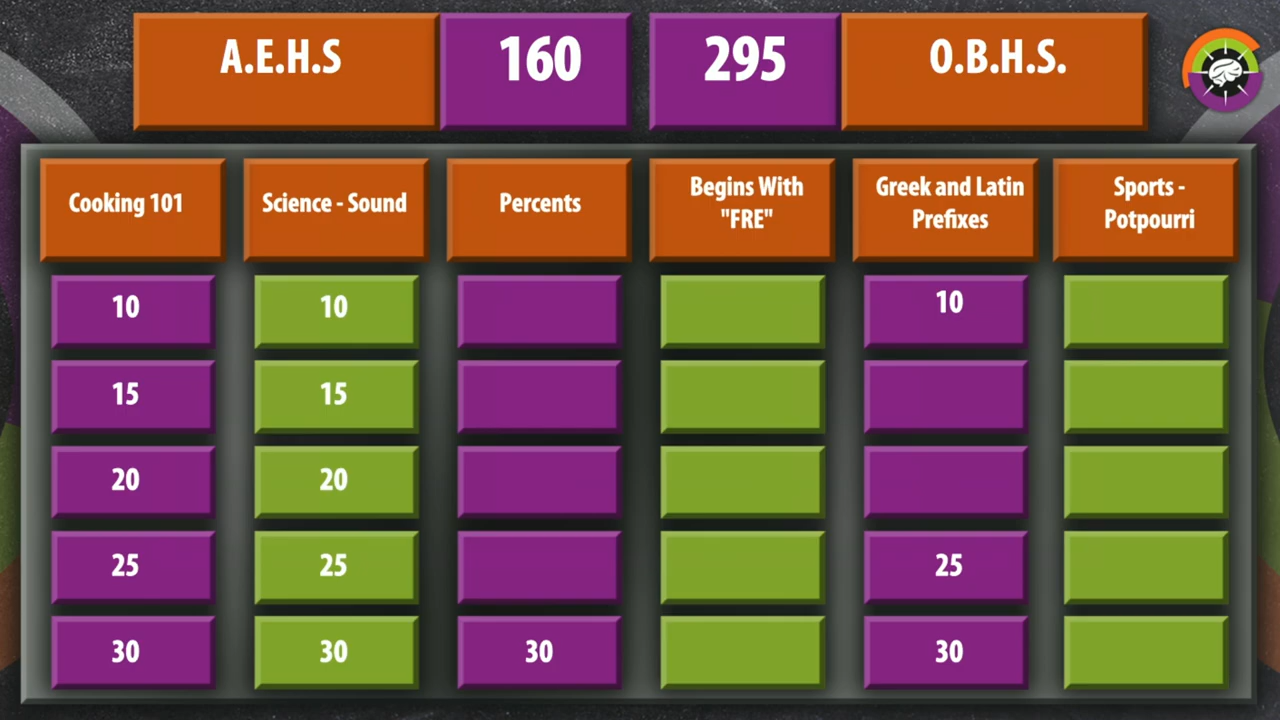 A.E.H.S
160
295
O.B.H.S.
Cooking 101
Science - Sound
Percents
Begins With
"FRE"
Greek and Latin
Prefixes
Sports -
Potpourri
10
10
10
15
15
20
20
25
25
25
30
30
30
30